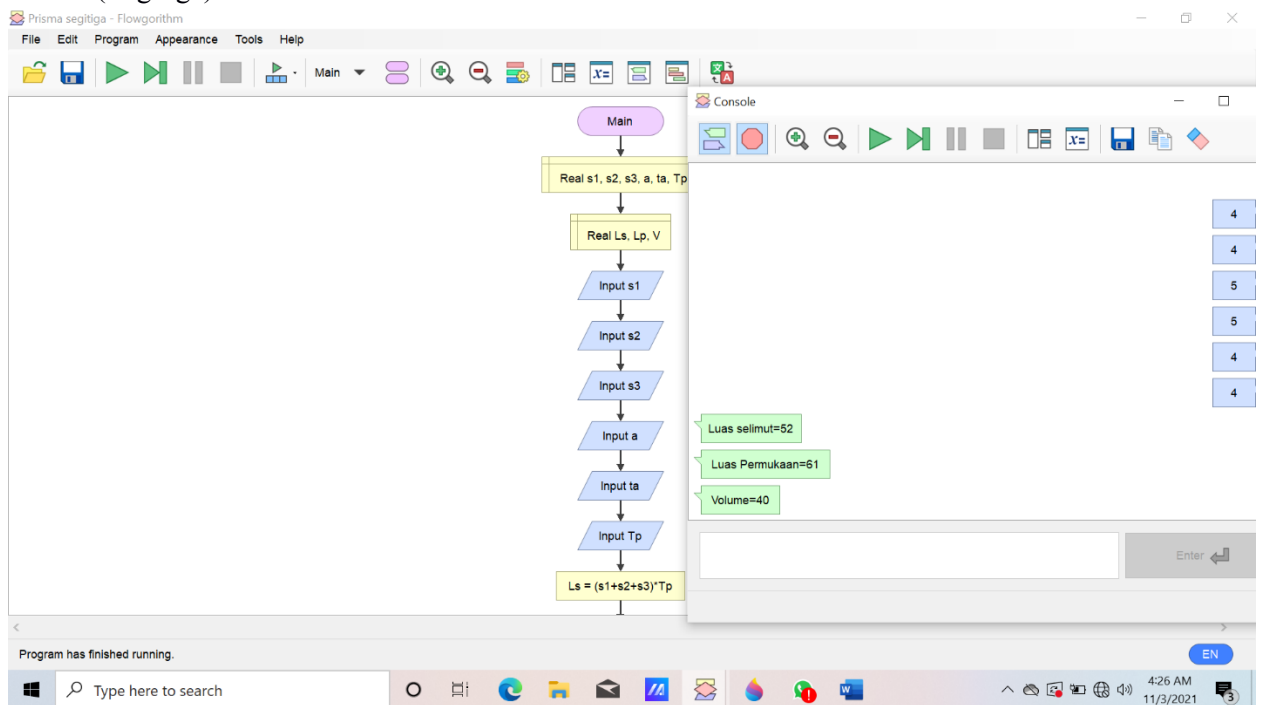 Prisma segitiga - Flowgorithm
File Edit Program Appearance Tools Help
Main
Console
Main
Real s1, s2, s3, a, ta, Tp
Real Ls, Lp, V
Input s1
Input s2
Input s3
Input a
Input ta
Input Tp
Ls = (s1+s2+s3)*Tp
4
4
5
5
4
4
Luas selimut=52
Luas Permukaan=61
Volume=40
Enter
Program has finished running.
EN
Type here to search
4:26 AM
11/3/2021
3